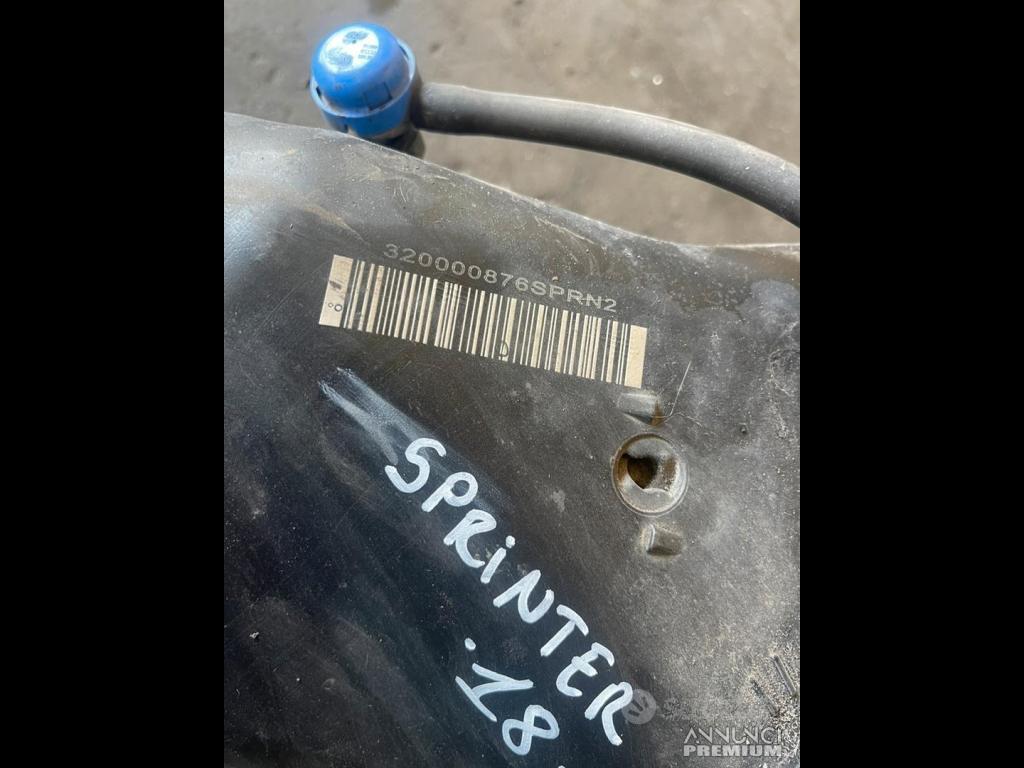 320000876SPRN2
SPRiNTER
.18
ANNUNCI
PREMIUM